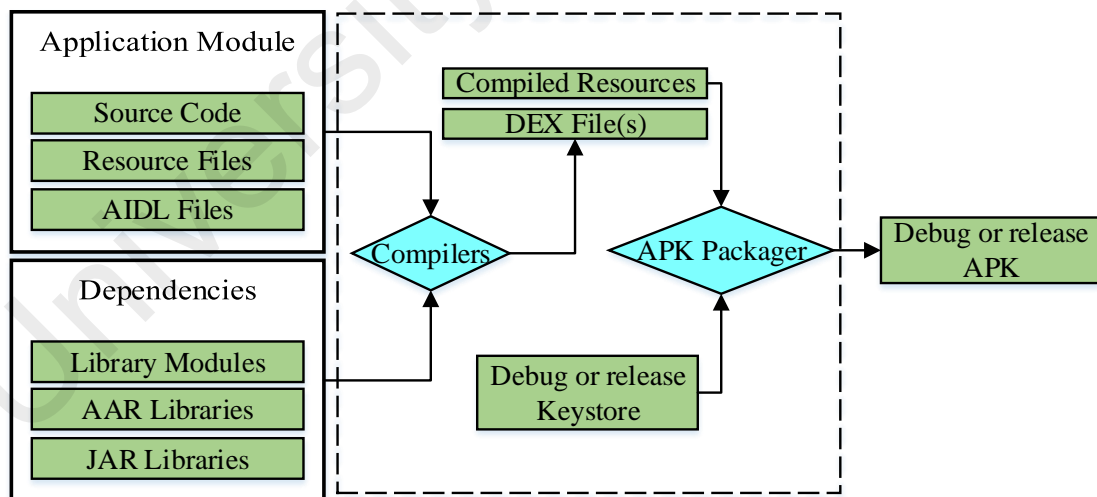 Application Module
Source Code
Resource Files
AIDL Files
Dependencies
Library Modules
AAR Libraries
JAR Libraries
Compiled Resources
DEX File(s)
Compilers
APK Packager
Debug or release
Keystore
Debug or release
APK
University